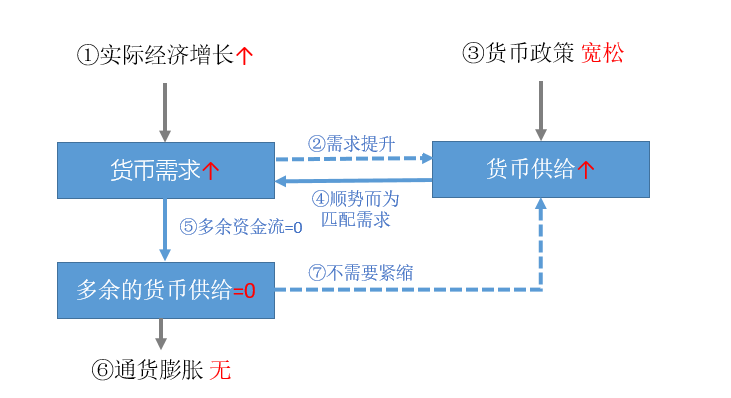 ①实际经济增长↑
③货币政策 宽松
②需求提升
货币需求↑
货币供给↑
④顺势而为
匹配需求
⑤多余资金流=0
⑦不需要紧缩
多余的货币供给=0
⑥通货膨胀 无